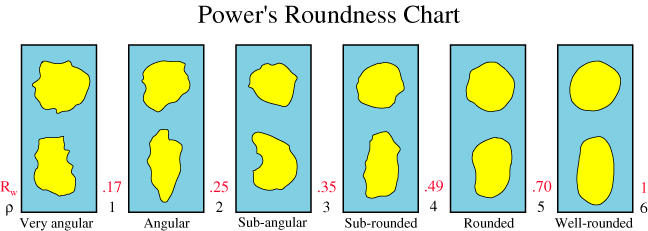 Power's Roundness Chart
R_w .17 .25 .35 .49 .70 1
ρ 1 2 3 4 5 6
Very angular Angular Sub-angular Sub-rounded Rounded Well-rounded